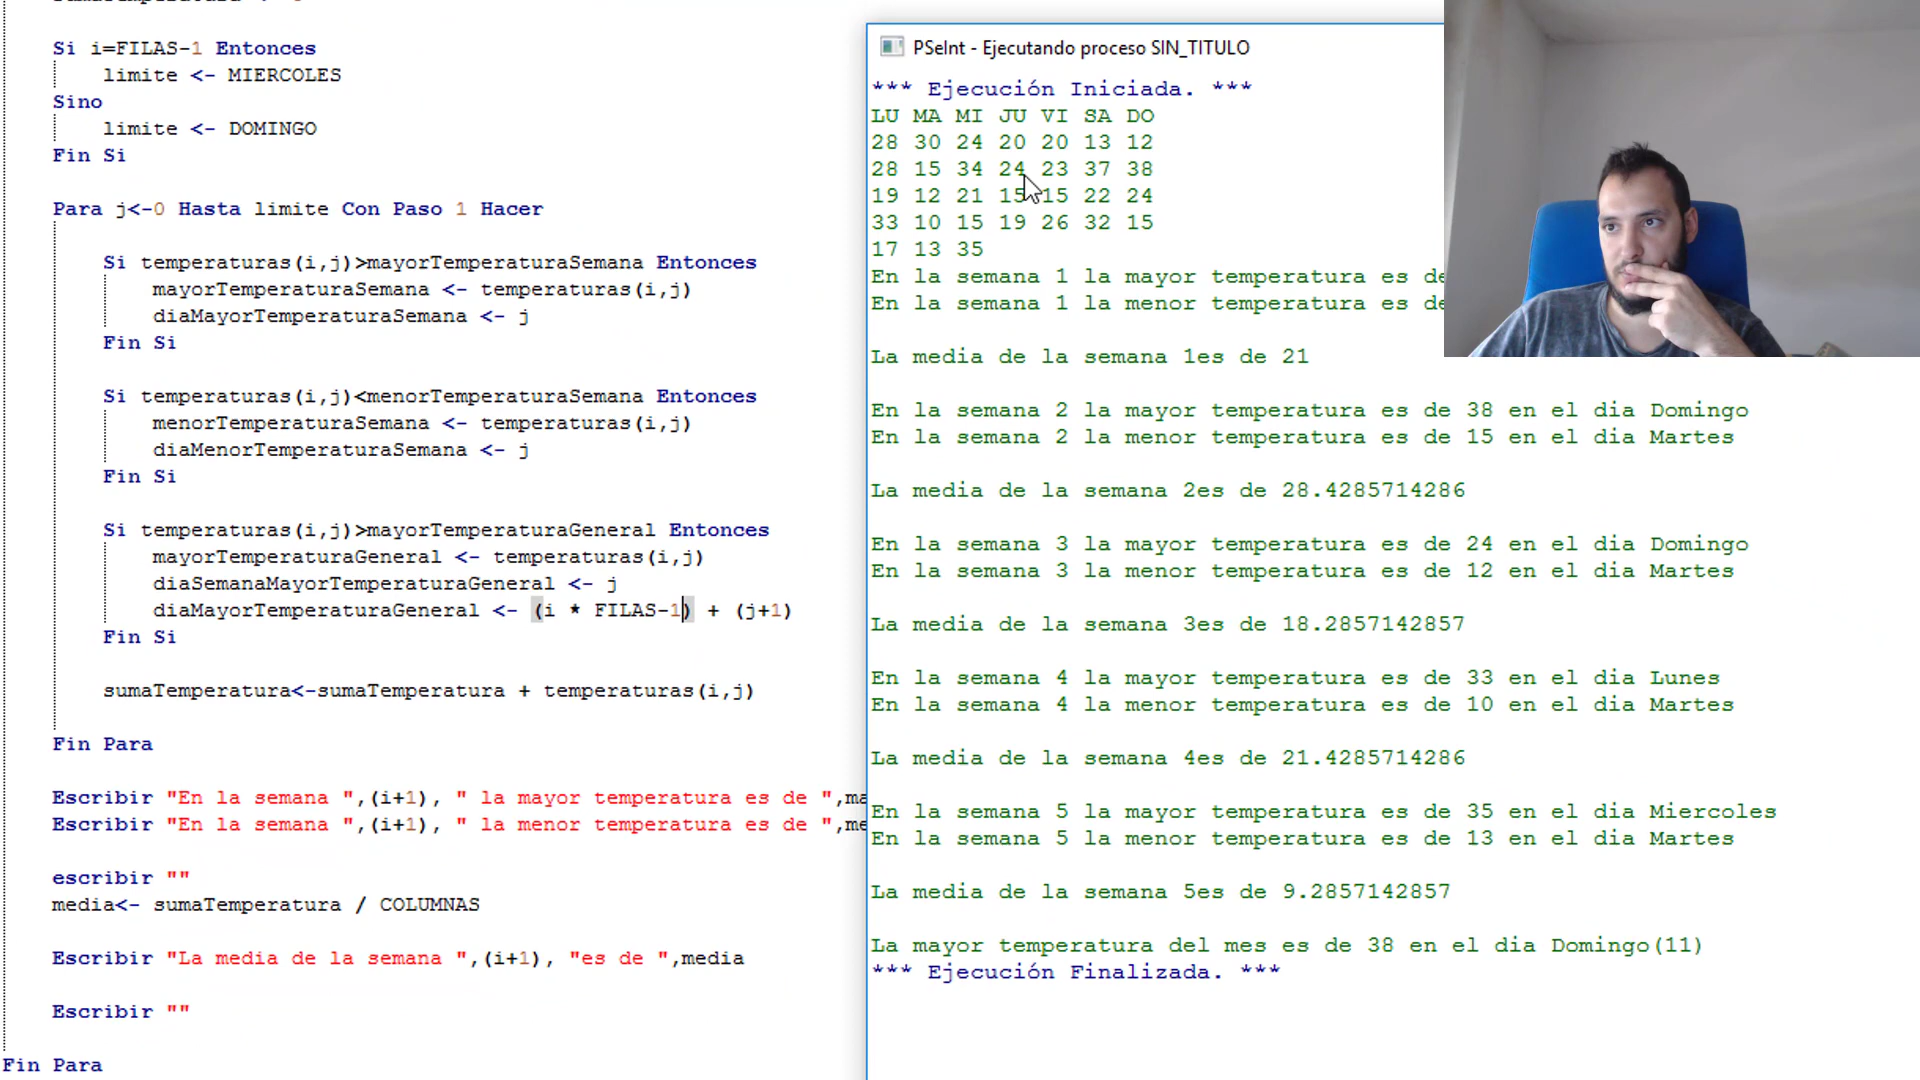 Si i=FILAS-1 Entonces
limite <- MIERCOLES
Sino
limite <- DOMINGO
Fin Si
Para j<-0 Hasta limite Con Paso 1 Hacer
Si temperaturas(i,j)>mayorTemperaturaSemana Entonces
mayorTemperaturaSemana <- temperaturas(i,j)
diaMayorTemperaturaSemana <- j
Fin Si
Si temperaturas(i,j)<menorTemperaturaSemana Entonces
menorTemperaturaSemana <- temperaturas(i,j)
diaMenorTemperaturaSemana <- j
Fin Si
Si temperaturas(i,j)>mayorTemperaturaGeneral Entonces
mayorTemperaturaGeneral <- temperaturas(i,j)
diaSemanaMayorTemperaturaGeneral <- j
diaMayorTemperaturaGeneral <- (i * FILAS-1) + (j+1)
Fin Si
sumaTemperatura<-sumaTemperatura + temperaturas(i,j)
Fin Para
Escribir "En la semana ",(i+1), " la mayor temperatura es de ",ma
Escribir "En la semana ",(i+1), " la menor temperatura es de ",me
escribir ""
media<- sumaTemperatura / COLUMNAS
Escribir "La media de la semana ",(i+1), "es de ",media
Escribir ""
Fin Para
PSeInt - Ejecutando proceso SIN_TITULO
*** Ejecución Iniciada. ***
LU MA MI JU VI SA DO
28 30 24 20 20 13 12
28 15 34 24 23 37 38
19 12 21 15 15 22 24
33 10 15 19 26 32 15
17 13 35
En la semana 1 la mayor temperatura es de
En la semana 1 la menor temperatura es de
La media de la semana 1es de 21
En la semana 2 la mayor temperatura es de 38 en el dia Domingo
En la semana 2 la menor temperatura es de 15 en el dia Martes
La media de la semana 2es de 28.4285714286
En la semana 3 la mayor temperatura es de 24 en el dia Domingo
En la semana 3 la menor temperatura es de 12 en el dia Martes
La media de la semana 3es de 18.2857142857
En la semana 4 la mayor temperatura es de 33 en el dia Lunes
En la semana 4 la menor temperatura es de 10 en el dia Martes
La media de la semana 4es de 21.4285714286
En la semana 5 la mayor temperatura es de 35 en el dia Miercoles
En la semana 5 la menor temperatura es de 13 en el dia Martes
La media de la semana 5es de 9.2857142857
La mayor temperatura del mes es de 38 en el dia Domingo(11)
*** Ejecución Finalizada. ***